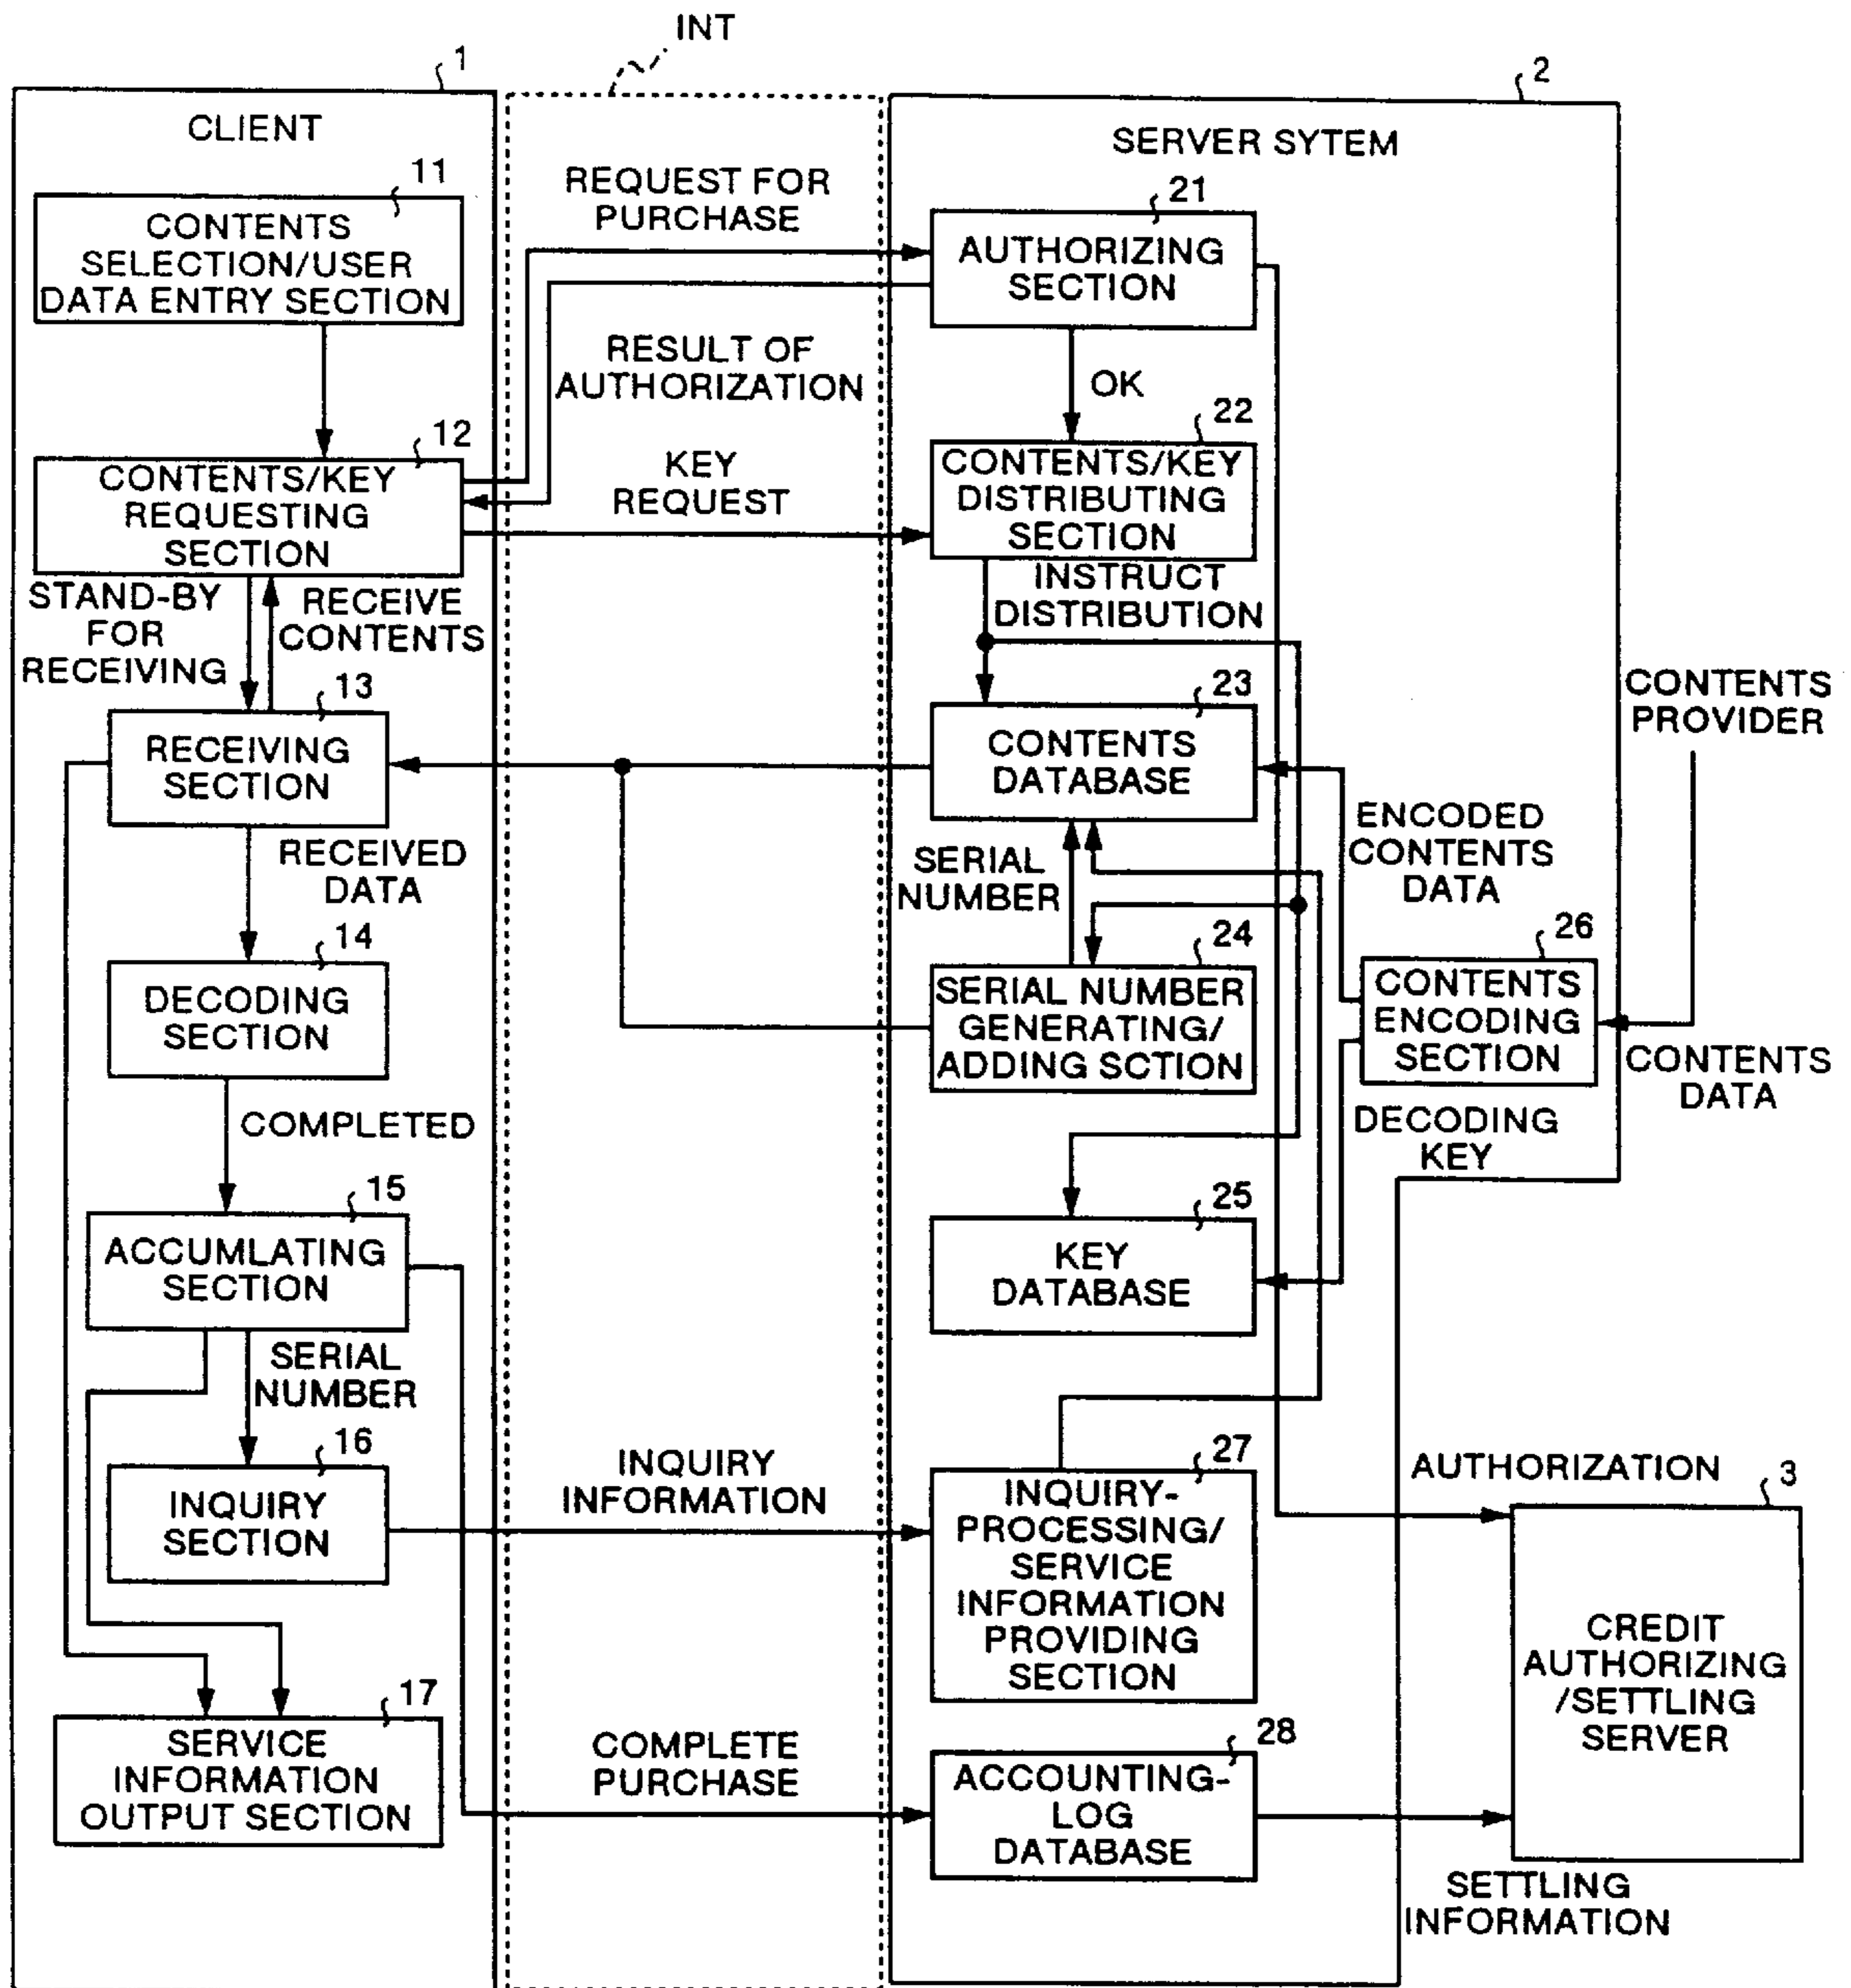 INT
1
CLIENT
11
CONTENTS
SELECTION/USER
DATA ENTRY SECTION
12
CONTENTS/KEY
REQUESTING
SECTION
STAND-BY
FOR
RECEIVING
RECEIVE
CONTENTS
13
RECEIVING
SECTION
RECEIVED
DATA
14
DECODING
SECTION
COMPLETED
15
ACCUMLATING
SECTION
SERIAL
NUMBER
16
INQUIRY
SECTION
17
SERVICE
INFORMATION
OUTPUT SECTION
REQUEST FOR
PURCHASE
RESULT OF
AUTHORIZATION
KEY
REQUEST
INQUIRY
INFORMATION
COMPLETE
PURCHASE
2
SERVER SYTEM
21
AUTHORIZING
SECTION
OK
22
CONTENTS/KEY
DISTRIBUTING
SECTION
INSTRUCT
DISTRIBUTION
23
CONTENTS
DATABASE
SERIAL
NUMBER
24
SERIAL NUMBER
GENERATING/
ADDING SCTION
25
KEY
DATABASE
27
INQUIRY-
PROCESSING/
SERVICE
INFORMATION
PROVIDING
SECTION
28
ACCOUNTING-
LOG
DATABASE
ENCODED
CONTENTS
DATA
26
CONTENTS
ENCODING
SECTION
DECODING
KEY
CONTENTS
PROVIDER
CONTENTS
DATA
AUTHORIZATION
3
CREDIT
AUTHORIZING
/SETTLING
SERVER
SETTLING
INFORMATION